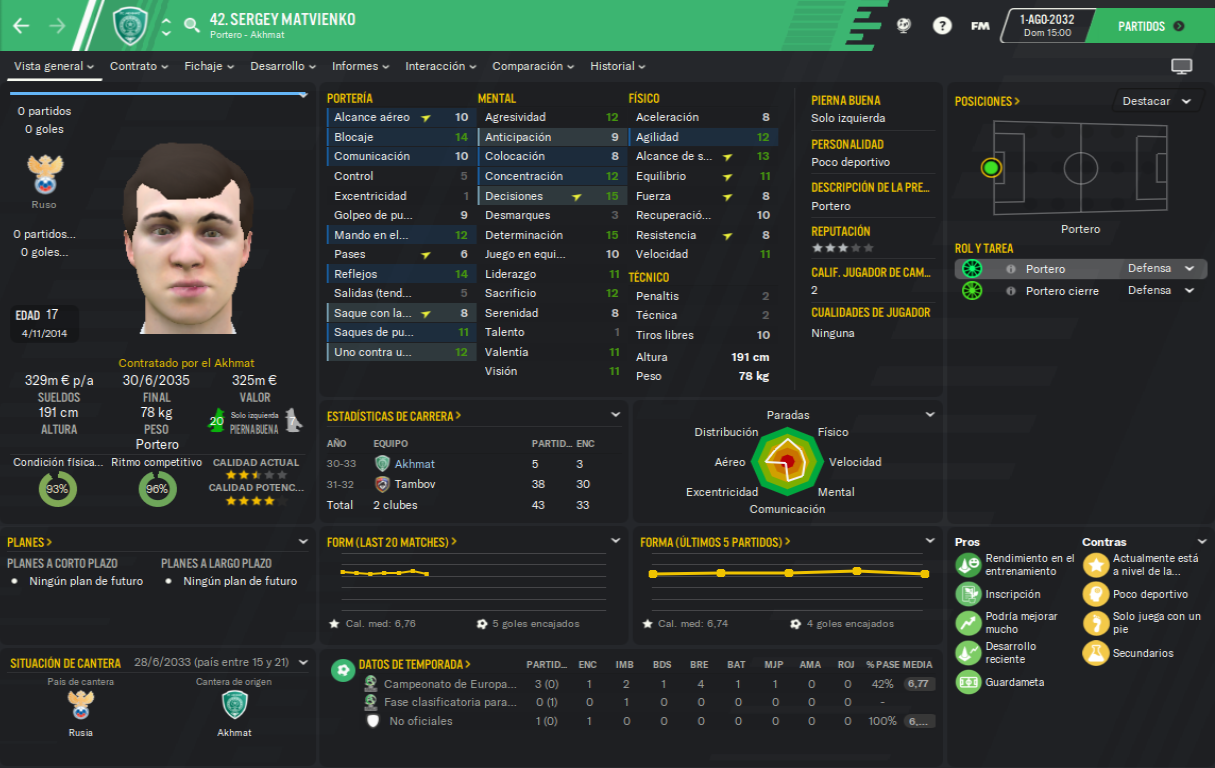 42. SERGEY MATVIENKO
Portero - Akhmat
?
FM
1-AGO-2032
Dom 15:00
PARTIDOS
Vista general
Contrato
Fichaje
Desarrollo
Informes
Interacción
Comparación
Historial
0 partidos
0 goles
Ruso
0 partidos...
0 goles...
EDAD 17
4/11/2014
Contratado por el Akhmat
329m € p/a
SUELDOS
30/6/2035
FINAL
325m €
VALOR
191 cm
ALTURA
78 kg
PESO
20
Solo izquierda
PIERNA BUENA
7
Portero
Condición física...
93%
Ritmo competitivo
96%
CALIDAD ACTUAL
CALIDAD POTENC...
PORTERÍA
Alcance aéreo 10
Blocaje 14
Comunicación 10
Control 5
Excentricidad 1
Golpeo de pu... 9
Mando en el... 12
Pases 6
Reflejos 14
Salidas (tend... 5
Saque con la... 8
Saques de pu... 11
Uno contra u... 12
MENTAL
Agresividad 12
Anticipación 9
Colocación 8
Concentración 12
Decisiones 15
Desmarques 3
Determinación 15
Juego en equi... 10
Liderazgo 11
Sacrificio 12
Serenidad 8
Talento 1
Valentía 11
Visión 11
FÍSICO
Aceleración 8
Agilidad 12
Alcance de s... 13
Equilibrio 11
Fuerza 8
Recuperació... 10
Resistencia 8
Velocidad 11
TÉCNICO
Penaltis 2
Técnica 2
Tiros libres 10
Altura 191 cm
Peso 78 kg
PIERNA BUENA
Solo izquierda
PERSONALIDAD
Poco deportivo
DESCRIPCIÓN DE LA PRE...
Portero
REPUTACIÓN
CALIF. JUGADOR DE CAM...
2
CUALIDADES DE JUGADOR
Ninguna
POSICIONES >
Destacar
Portero
ROL Y TAREA
Portero Defensa
Portero cierre Defensa
ESTADÍSTICAS DE CARRERA >
AÑO EQUIPO PARTID... ENC
30-33 Akhmat 5 3
31-32 Tambov 38 30
Total 2 clubes 43 33
Paradas
Distribución
Físico
Aéreo
Velocidad
Excentricidad
Mental
Comunicación
PLANES >
PLANES A CORTO PLAZO
Ningún plan de futuro
PLANES A LARGO PLAZO
Ningún plan de futuro
FORM (LAST 20 MATCHES) >
Cal. med: 6,76
5 goles encajados
FORMA (ÚLTIMOS 5 PARTIDOS) >
Cal. med: 6,74
4 goles encajados
Pros
Rendimiento en el
entrenamiento
Inscripción
Podría mejorar
mucho
Desarrollo
reciente
Guardameta
Contras
Actualmente está
a nivel de la...
Poco deportivo
Solo juega con un
pie
Secundarios
SITUACIÓN DE CANTERA 28/6/2033 (país entre 15 y 21)
País de cantera
Rusia
Cantera de origen
Akhmat
DATOS DE TEMPORADA > PARTID... ENC IMB BDS BRE BAT MJP AMA ROJ % PASE MEDIA
Campeonato de Europa... 3 (0) 1 2 1 4 1 1 0 0 42% 6,77
Fase clasificatoria para... 0 (1) 0 1 0 0 0 0 0 0 -
No oficiales 1 (0) 1 0 0 0 0 0 0 0 100% 6,...